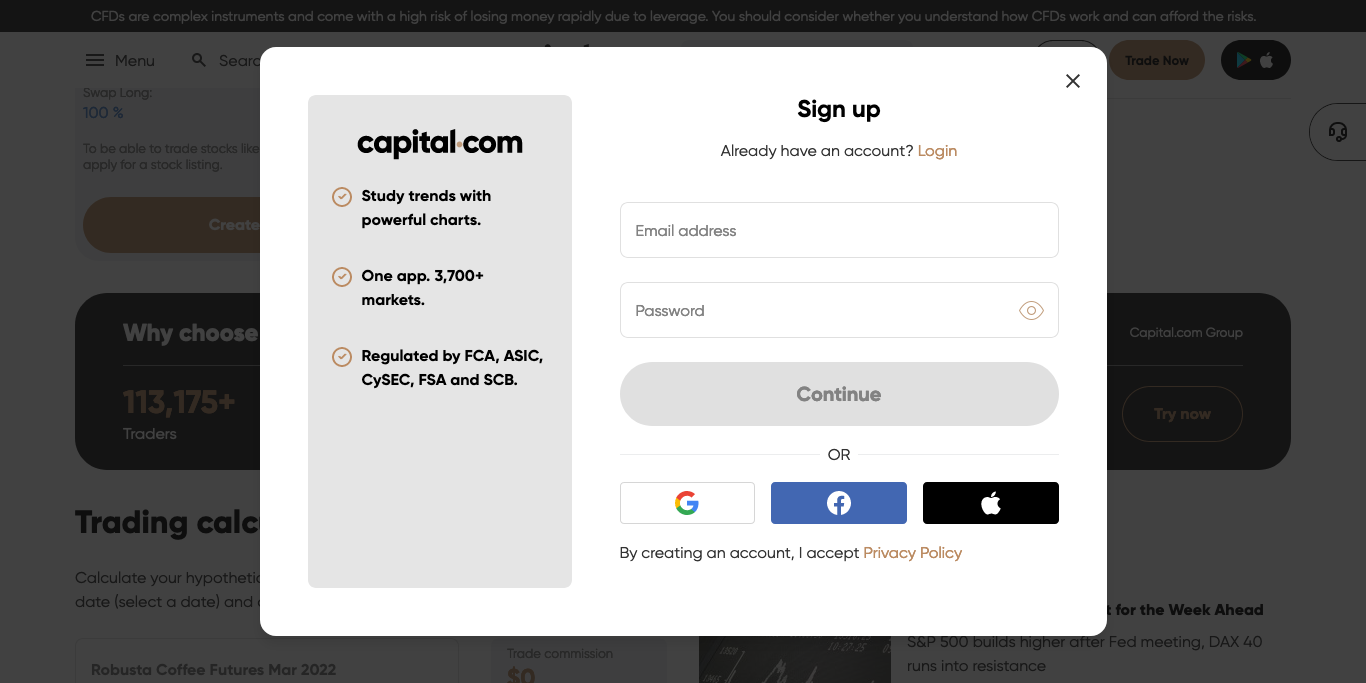 CFDs are complex instruments and come with a high risk of losing money rapidly due to leverage. You should consider whether you understand how CFDs work and can afford the risks.
Menu
Trade Now
Swap Long:
100 %
To be able to trade stocks
apply for a stock listing.
Create
Why choose
Capital.com Group
113,175+
Traders
Try now
Trading
Calculate your
date (select a date) and
for the Week Ahead
S&P 500 builds higher after Fed meeting, DAX 40
runs into resistance
Robusta Coffee Futures Mar 2022
Trade commission
$0
capital.com
Study trends with
powerful charts.
One app. 3,700+
markets.
Regulated by FCA, ASIC,
CySEC, FSA and SCB.
Sign up
Already have an account? Login
Email address
Password
Continue
OR
By creating an account, I accept Privacy Policy